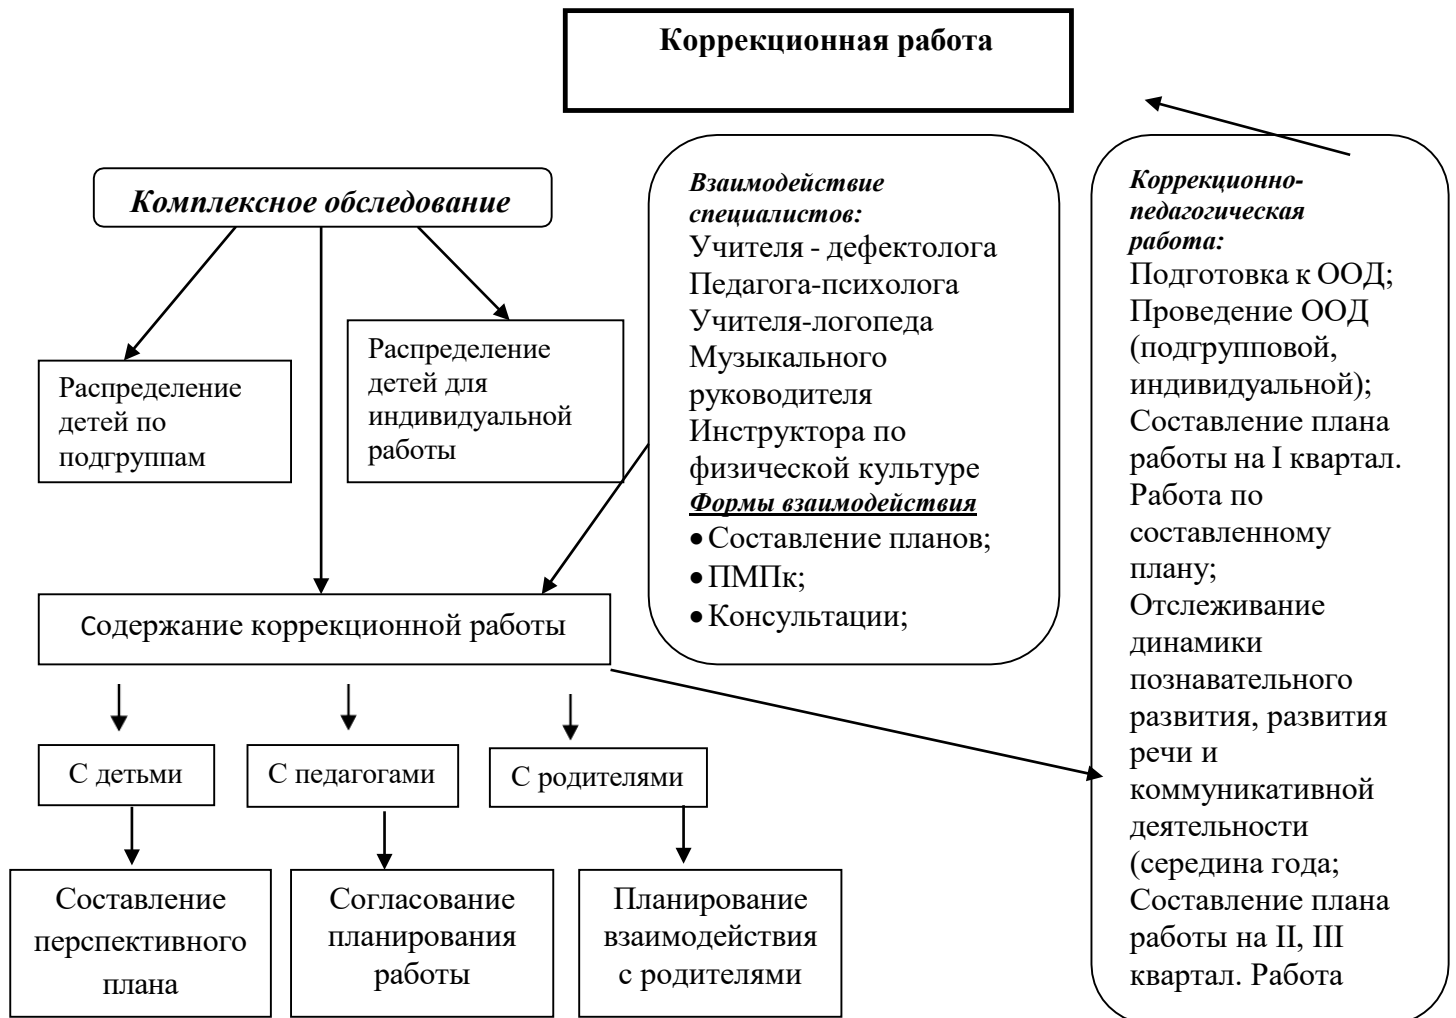 Коррекционная работа
Комплексное обследование
Распределение
детей по
подгруппам
Распределение
детей для
индивидуальной
работы
Взаимодействие
специалистов:
Учителя - дефектолога
Педагога-психолога
Учителя-логопеда
Музыкального
руководителя
Инструктора по
физической культуре
Формы взаимодействия
• Составление планов;
• ПМПк;
• Консультации;
Содержание коррекционной работы
С детьми
С педагогами
С родителями
Составление
перспективного
плана
Согласование
планирования
работы
Планирование
взаимодействия
с родителями
Коррекционно-
педагогическая
работа:
Подготовка к ООД;
Проведение ООД
(подгрупповой,
индивидуальной);
Составление плана
работы на I квартал.
Работа по
составленному
плану;
Отслеживание
динамики
познавательного
развития, развития
речи и
коммуникативной
деятельности
(середина года;
Составление плана
работы на II, III
квартал. Работа